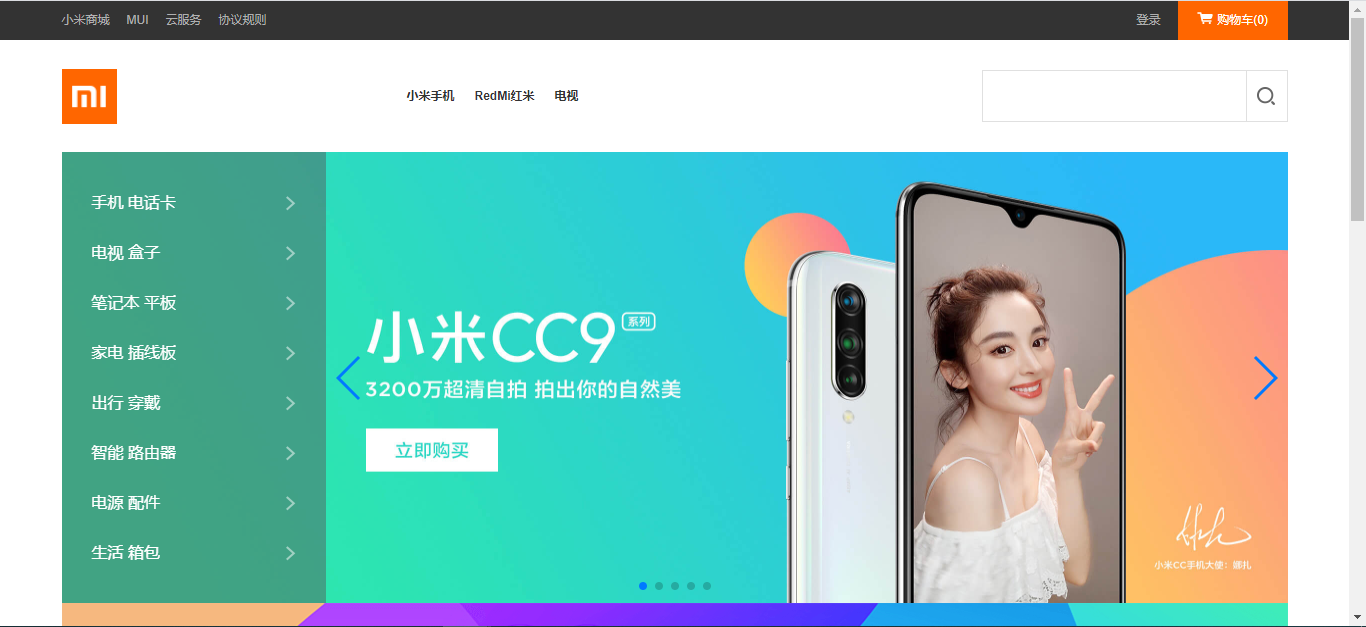 小米商城 MUI 云服务 协议规则 登录 购物车(0)
MI 小米手机 RedMi红米 电视
手机 电话卡
电视 盒子
笔记本 平板
家电 插线板
出行 穿戴
智能 路由器
电源 配件
生活 箱包
小米CC9 系列
3200万超清自拍 拍出你的自然美
立即购买
小米CC手机大使：娜扎